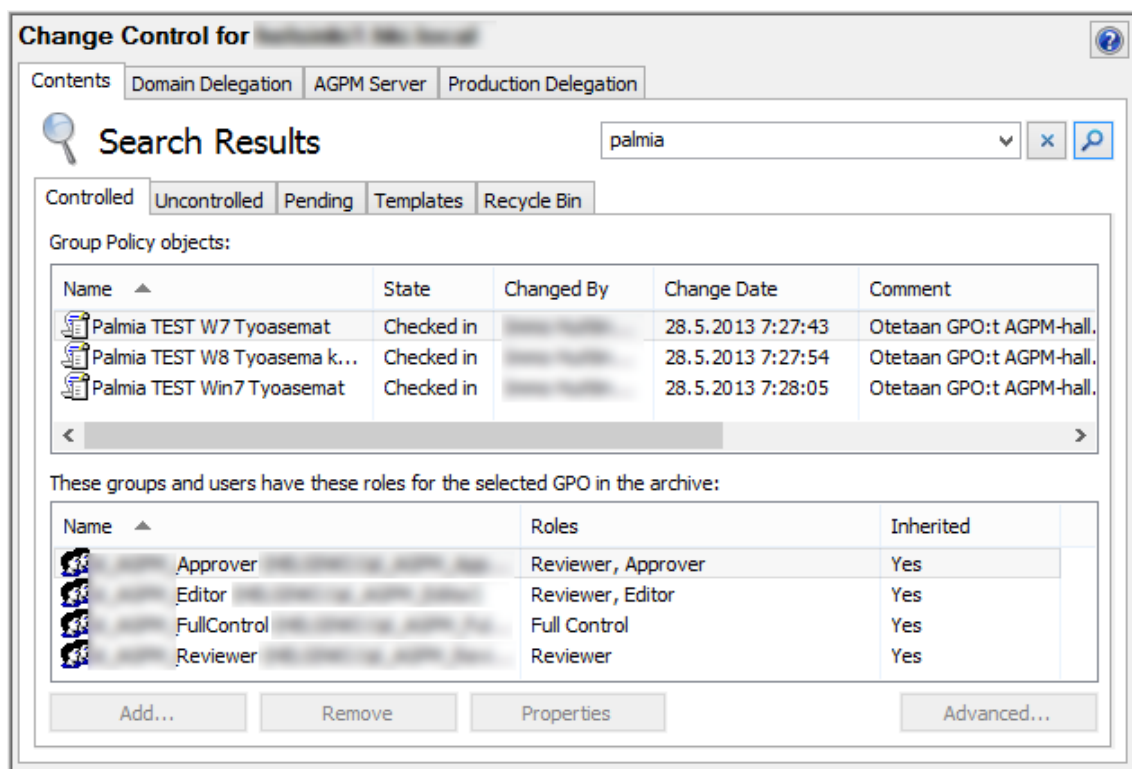 Change Control for
Contents Domain Delegation AGPM Server Production Delegation
Search Results palmia
Controlled Uncontrolled Pending Templates Recycle Bin
Group Policy objects:
Name State Changed By Change Date Comment
Palmia TEST W7 Tyoasemat Checked in 28.5.2013 7:27:43 Otetaan GPO:t AGPM-hall.
Palmia TEST W8 Tyoasema k... Checked in 28.5.2013 7:27:54 Otetaan GPO:t AGPM-hall.
Palmia TEST Win7 Tyoasemat Checked in 28.5.2013 7:28:05 Otetaan GPO:t AGPM-hall.
These groups and users have these roles for the selected GPO in the archive:
Name Roles Inherited
_Approver Reviewer, Approver Yes
_Editor Reviewer, Editor Yes
_FullControl Full Control Yes
_Reviewer Reviewer Yes
Add... Remove Properties Advanced...